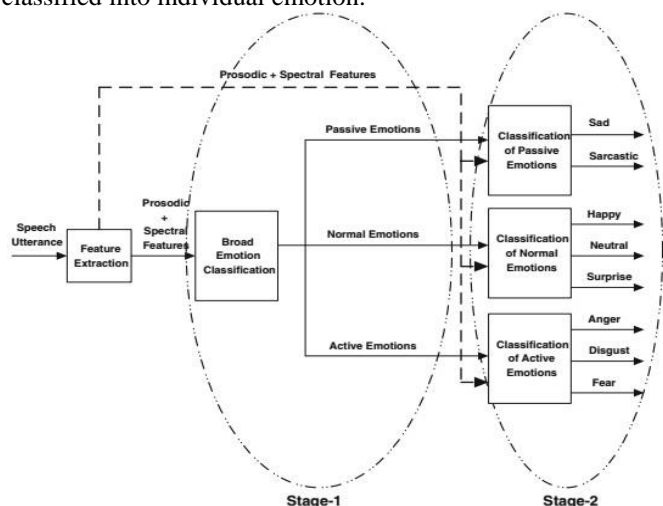 classified into individual emotion.
Prosodic + Spectral Features
Passive Emotions
Classification
of Passive
Emotions
Sad
Sarcastic
Speech
Utterance
Feature
Extraction
Prosodic
+
Spectral
Features
Broad
Emotion
Classification
Normal Emotions
Classification
of Normal
Emotions
Happy
Neutral
Surprise
Active Emotions
Classification
of Active
Emotions
Anger
Disgust
Fear
Stage-1
Stage-2